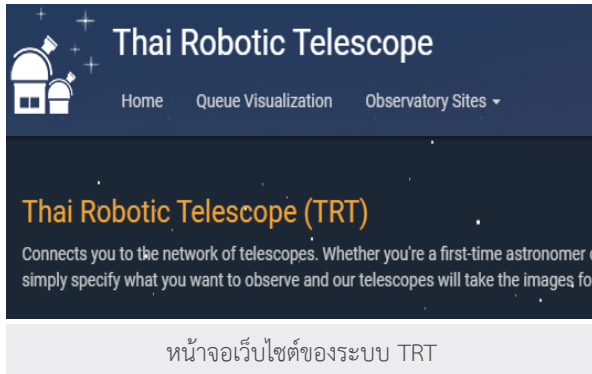 Thai Robotic Telescope
Home Queue Visualization Observatory Sites
Thai Robotic Telescope (TRT)
Connects you to the network of telescopes. Whether you're a first-time astronomer
simply specify what you want to observe and our telescopes will take the images
หน้าจอเว็บไซต์ของระบบ TRT